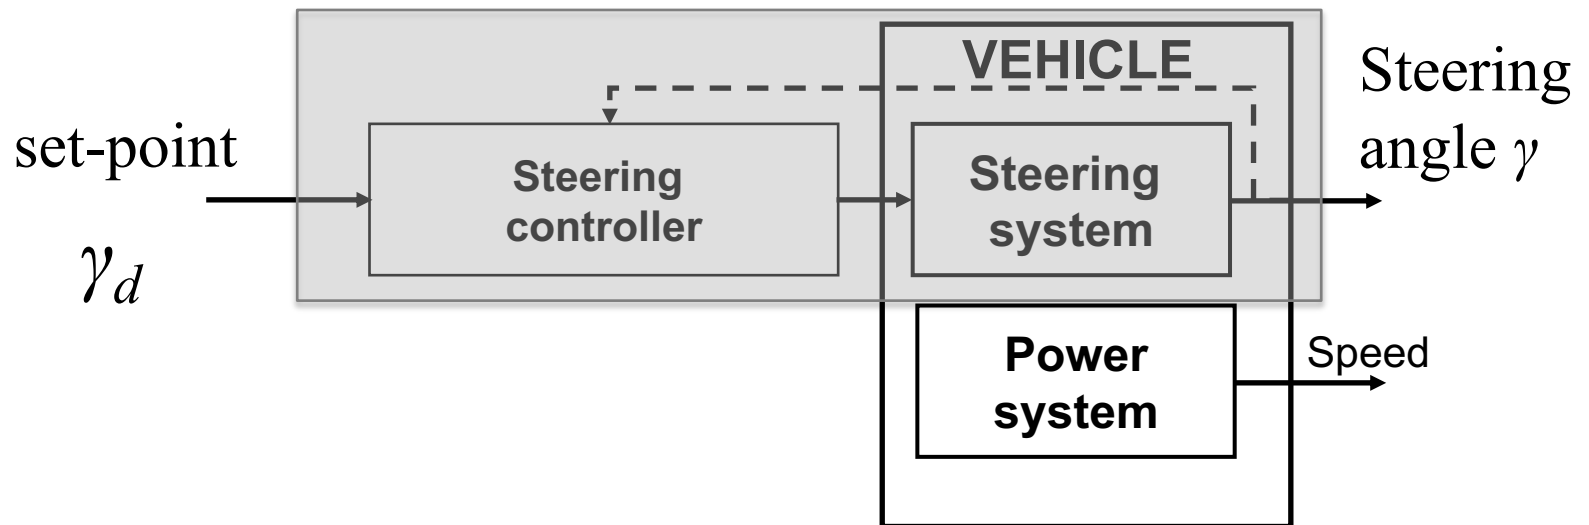 VEHICLE
Steering
angle γ
set-point
γd
Steering
controller
Steering
system
Power
system
Speed